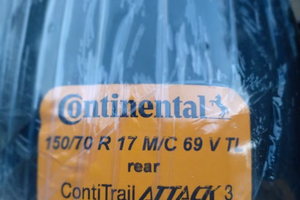 Continental
150/70 R 17 M/C 69 V TL
rear
ContiTrail ATTACK 3